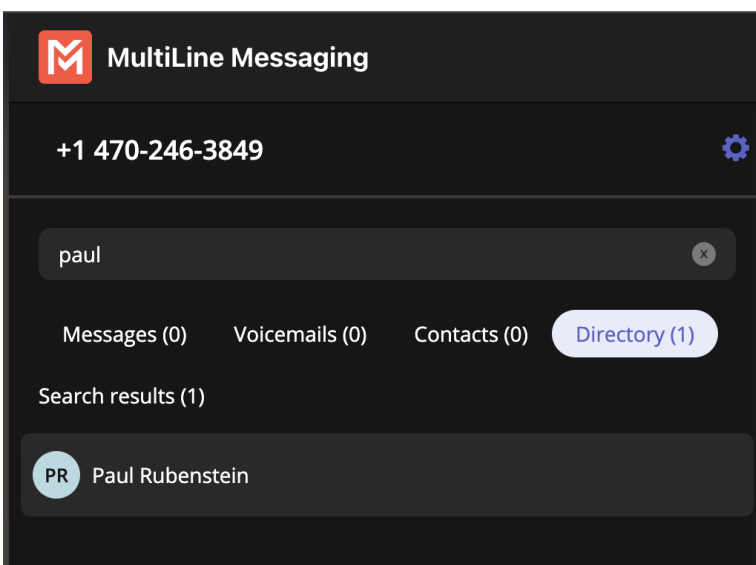 MultiLine Messaging
+1 470-246-3849
paul x
Messages (0) Voicemails (0) Contacts (0) Directory (1)
Search results (1)
PR Paul Rubenstein